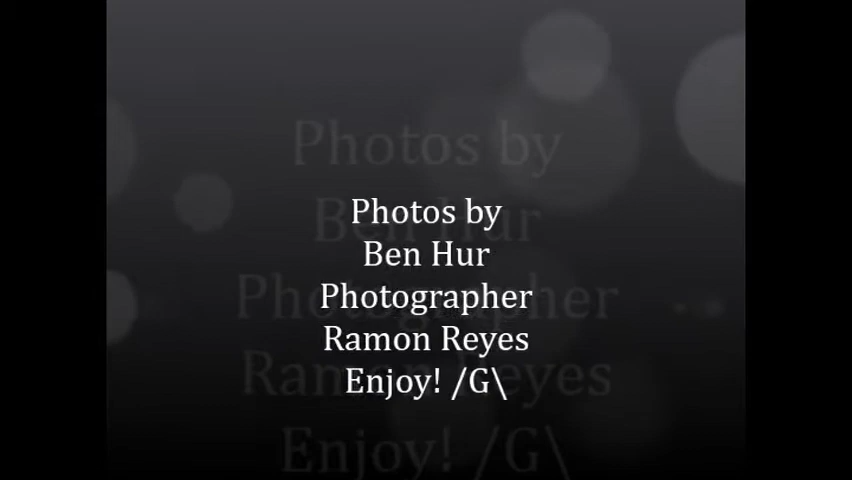 Photos by
Ben Hur
Photographer
Ramon Reyes
Enjoy! /G\